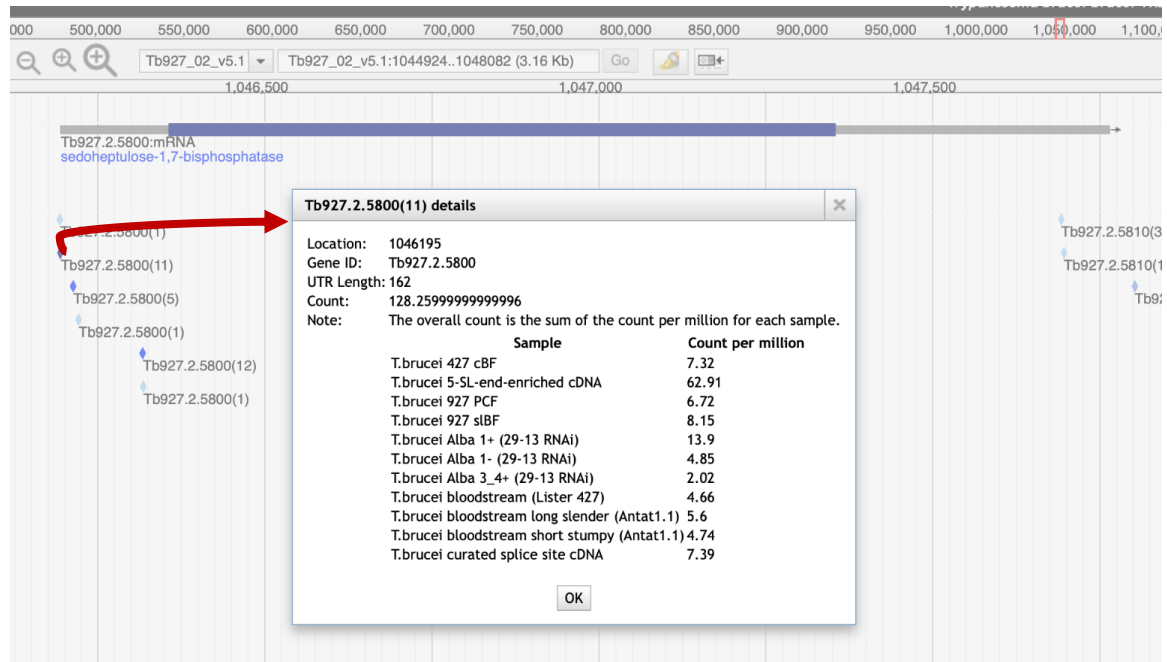 000 500,000 550,000 600,000 650,000 700,000 750,000 800,000 850,000 900,000 950,000 1,000,000 1,050,000 1,100,
Tb927_02_v5.1 Tb927_02_v5.1:1044924..1048082 (3.16 Kb) Go
1,046,500 1,047,000 1,047,500
Tb927.2.5800:mRNA
sedoheptulose-1,7-bisphosphatase
Tb927.2.5800(1)
Tb927.2.5800(11)
Tb927.2.5800(5)
Tb927.2.5800(1)
Tb927.2.5800(12)
Tb927.2.5800(1)
Tb927.2.5800(11) details
Location: 1046195
Gene ID: Tb927.2.5800
UTR Length: 162
Count: 128.25999999999996
Note: The overall count is the sum of the count per million for each sample.
Sample Count per million
T.brucei 427 cBF 7.32
T.brucei 5-SL-end-enriched cDNA 62.91
T.brucei 927 PCF 6.72
T.brucei 927 slBF 8.15
T.brucei Alba 1+ (29-13 RNAi) 13.9
T.brucei Alba 1- (29-13 RNAi) 4.85
T.brucei Alba 3_4+ (29-13 RNAi) 2.02
T.brucei bloodstream (Lister 427) 4.66
T.brucei bloodstream long slender (Antat1.1) 5.6
T.brucei bloodstream short stumpy (Antat1.1) 4.74
T.brucei curated splice site cDNA 7.39
OK
Tb927.2.5810(3
Tb927.2.5810(1
Tb92